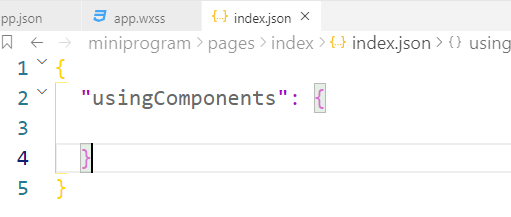 pp.json app.wxss index.json
miniprogram > pages > index > index.json > {} using
1 {
2 "usingComponents": {
3
4 }
5 }